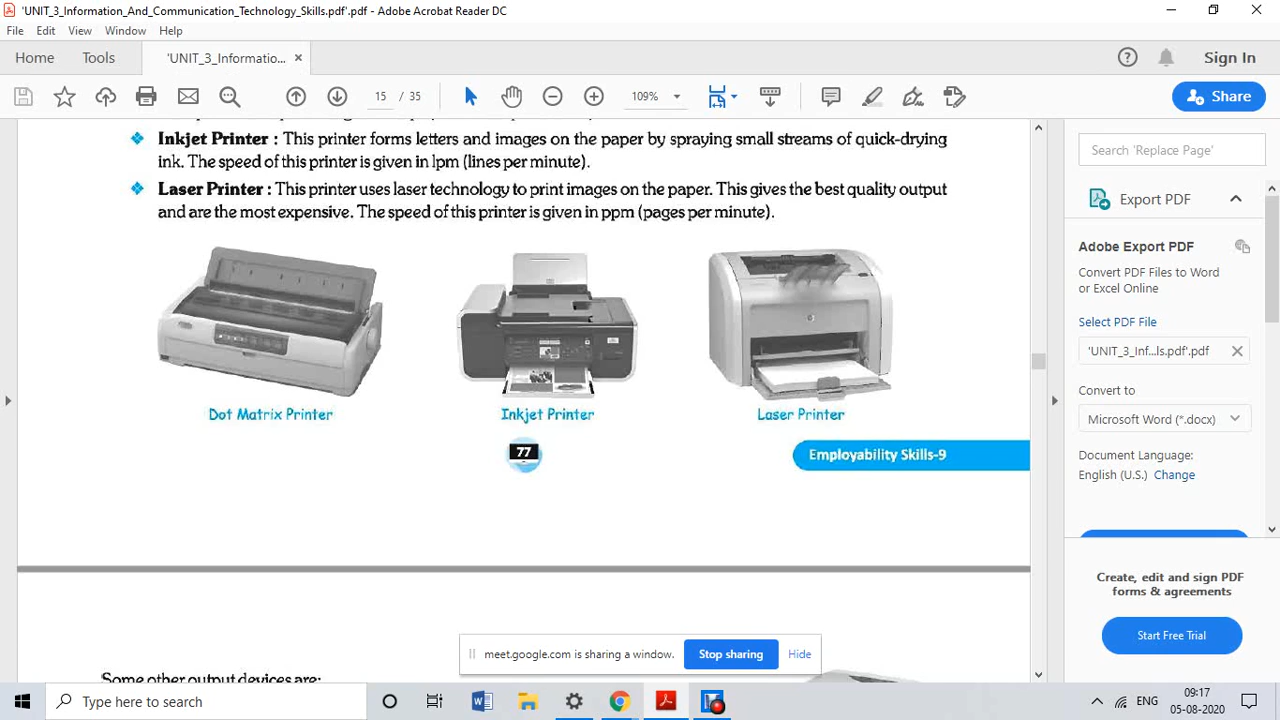 'UNIT_3_Information_And_Communication_Technology_Skills.pdf'.pdf - Adobe Acrobat Reader DC
File Edit View Window Help
Home Tools 'UNIT_3_Informatio... Sign In
15 / 35 109% Share
❖ Inkjet Printer : This printer forms letters and images on the paper by spraying small streams of quick-drying
ink. The speed of this printer is given in lpm (lines per minute).
❖ Laser Printer : This printer uses laser technology to print images on the paper. This gives the best quality output
and are the most expensive. The speed of this printer is given in ppm (pages per minute).
Dot Matrix Printer Inkjet Printer Laser Printer
77 Employability Skills-9
Some other output devices are:
Search 'Replace Page'
Export PDF
Adobe Export PDF
Convert PDF Files to Word
or Excel Online
Select PDF File
'UNIT_3_Inf...ls.pdf'.pdf
Convert to
Microsoft Word (*.docx)
Document Language:
English (U.S.) Change
Create, edit and sign PDF
forms & agreements
Start Free Trial
meet.google.com is sharing a window. Stop sharing Hide
Type here to search
ENG
09:17
05-08-2020